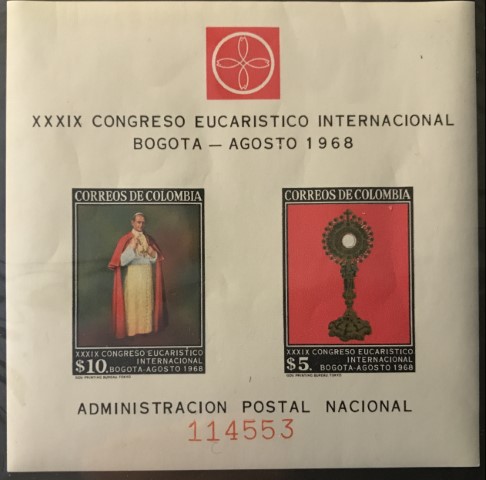 XXXIX CONGRESO EUCARISTICO INTERNACIONAL
BOGOTA — AGOSTO 1968
CORREOS DE COLOMBIA
XXXIX CONGRESO EUCARISTICO
INTERNACIONAL
$10. BOGOTA-AGOSTO 1968
CORREOS DE COLOMBIA
XXXIX CONGRESO EUCARISTICO
INTERNACIONAL
$5. BOGOTA-AGOSTO 1968
ADMINISTRACION POSTAL NACIONAL
114553